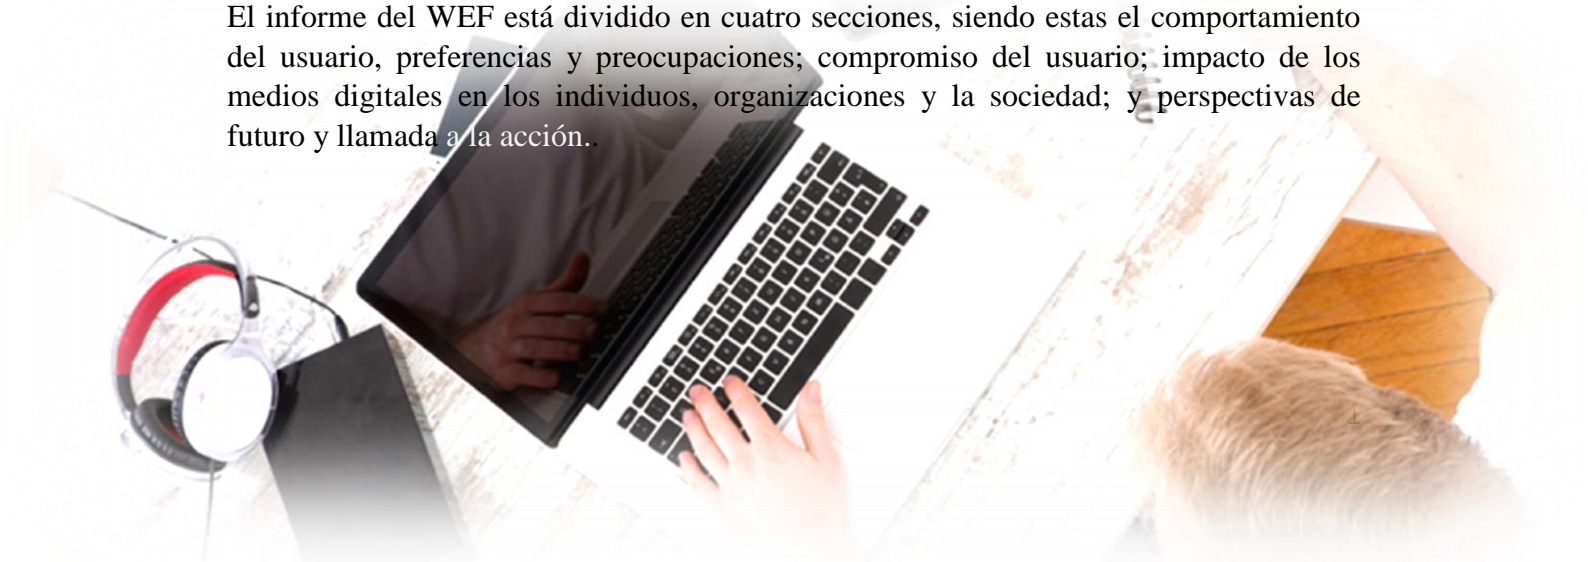 El informe del WEF está dividido en cuatro secciones, siendo estas el comportamiento
del usuario, preferencias y preocupaciones; compromiso del usuario; impacto de los
medios digitales en los individuos, organizaciones y la sociedad; y perspectivas de
futuro y llamada a la acción..
1